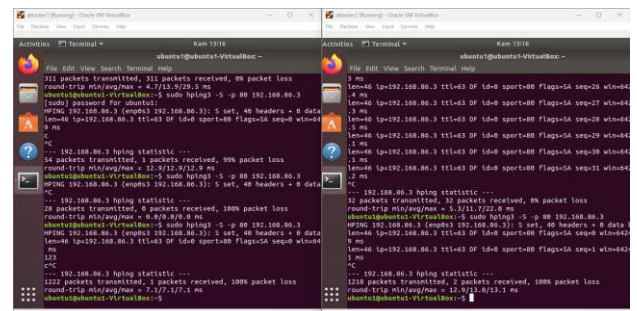 attacker1 [Running] - Oracle VM VirtualBox
File Machine View Input Devices Help
Activities Terminal Kam 13:16
ubuntu1@ubuntu1-VirtualBox: ~
File Edit View Search Terminal Help
311 packets transmitted, 311 packets received, 0% packet loss
round-trip min/avg/max = 4.7/13.9/29.5 ms
ubuntu1@ubuntu1-VirtualBox:~$ sudo hping3 -S -p 80 192.168.86.3
[sudo] password for ubuntu1:
HPING 192.168.86.3 (enp0s3 192.168.86.3): S set, 40 headers + 0 data
len=46 ip=192.168.86.3 ttl=63 DF id=0 sport=80 flags=SA seq=0 win=64
9 ms
c
^C
--- 192.168.86.3 hping statistic ---
54 packets transmitted, 1 packets received, 99% packet loss
round-trip min/avg/max = 12.9/12.9/12.9 ms
ubuntu1@ubuntu1-VirtualBox:~$ sudo hping3 -S -p 80 192.168.86.3
HPING 192.168.86.3 (enp0s3 192.168.86.3): S set, 40 headers + 0 data
^C
--- 192.168.86.3 hping statistic ---
28 packets transmitted, 0 packets received, 100% packet loss
round-trip min/avg/max = 0.0/0.0/0.0 ms
ubuntu1@ubuntu1-VirtualBox:~$ sudo hping3 -S -p 80 192.168.86.3
HPING 192.168.86.3 (enp0s3 192.168.86.3): S set, 40 headers + 0 data
len=46 ip=192.168.86.3 ttl=63 DF id=0 sport=80 flags=SA seq=0 win=64
ms
123
c^C
--- 192.168.86.3 hping statistic ---
1222 packets transmitted, 1 packets received, 100% packet loss
round-trip min/avg/max = 7.1/7.1/7.1 ms
ubuntu1@ubuntu1-VirtualBox:~$
attacker2 [Running] - Oracle VM VirtualBox
File Machine View Input Devices Help
Activities Terminal Kam 13:16
ubuntu1@ubuntu1-VirtualBox: ~
File Edit View Search Terminal Help
3 ms
len=46 ip=192.168.86.3 ttl=63 DF id=0 sport=80 flags=SA seq=26 win=642
.4 ms
len=46 ip=192.168.86.3 ttl=63 DF id=0 sport=80 flags=SA seq=27 win=642
.3 ms
len=46 ip=192.168.86.3 ttl=63 DF id=0 sport=80 flags=SA seq=28 win=642
.5 ms
len=46 ip=192.168.86.3 ttl=63 DF id=0 sport=80 flags=SA seq=29 win=642
.1 ms
len=46 ip=192.168.86.3 ttl=63 DF id=0 sport=80 flags=SA seq=30 win=642
.1 ms
len=46 ip=192.168.86.3 ttl=63 DF id=0 sport=80 flags=SA seq=31 win=642
.2 ms
^C
--- 192.168.86.3 hping statistic ---
32 packets transmitted, 32 packets received, 0% packet loss
round-trip min/avg/max = 5.3/11.7/22.0 ms
ubuntu1@ubuntu1-VirtualBox:~$ sudo hping3 -S -p 80 192.168.86.3
HPING 192.168.86.3 (enp0s3 192.168.86.3): S set, 40 headers + 0 data
len=46 ip=192.168.86.3 ttl=63 DF id=0 sport=80 flags=SA seq=0 win=6424
9 ms
len=46 ip=192.168.86.3 ttl=63 DF id=0 sport=80 flags=SA seq=1 win=6424
1 ms
^C
--- 192.168.86.3 hping statistic ---
1210 packets transmitted, 2 packets received, 100% packet loss
round-trip min/avg/max = 12.9/13.0/13.1 ms
ubuntu1@ubuntu1-VirtualBox:~$